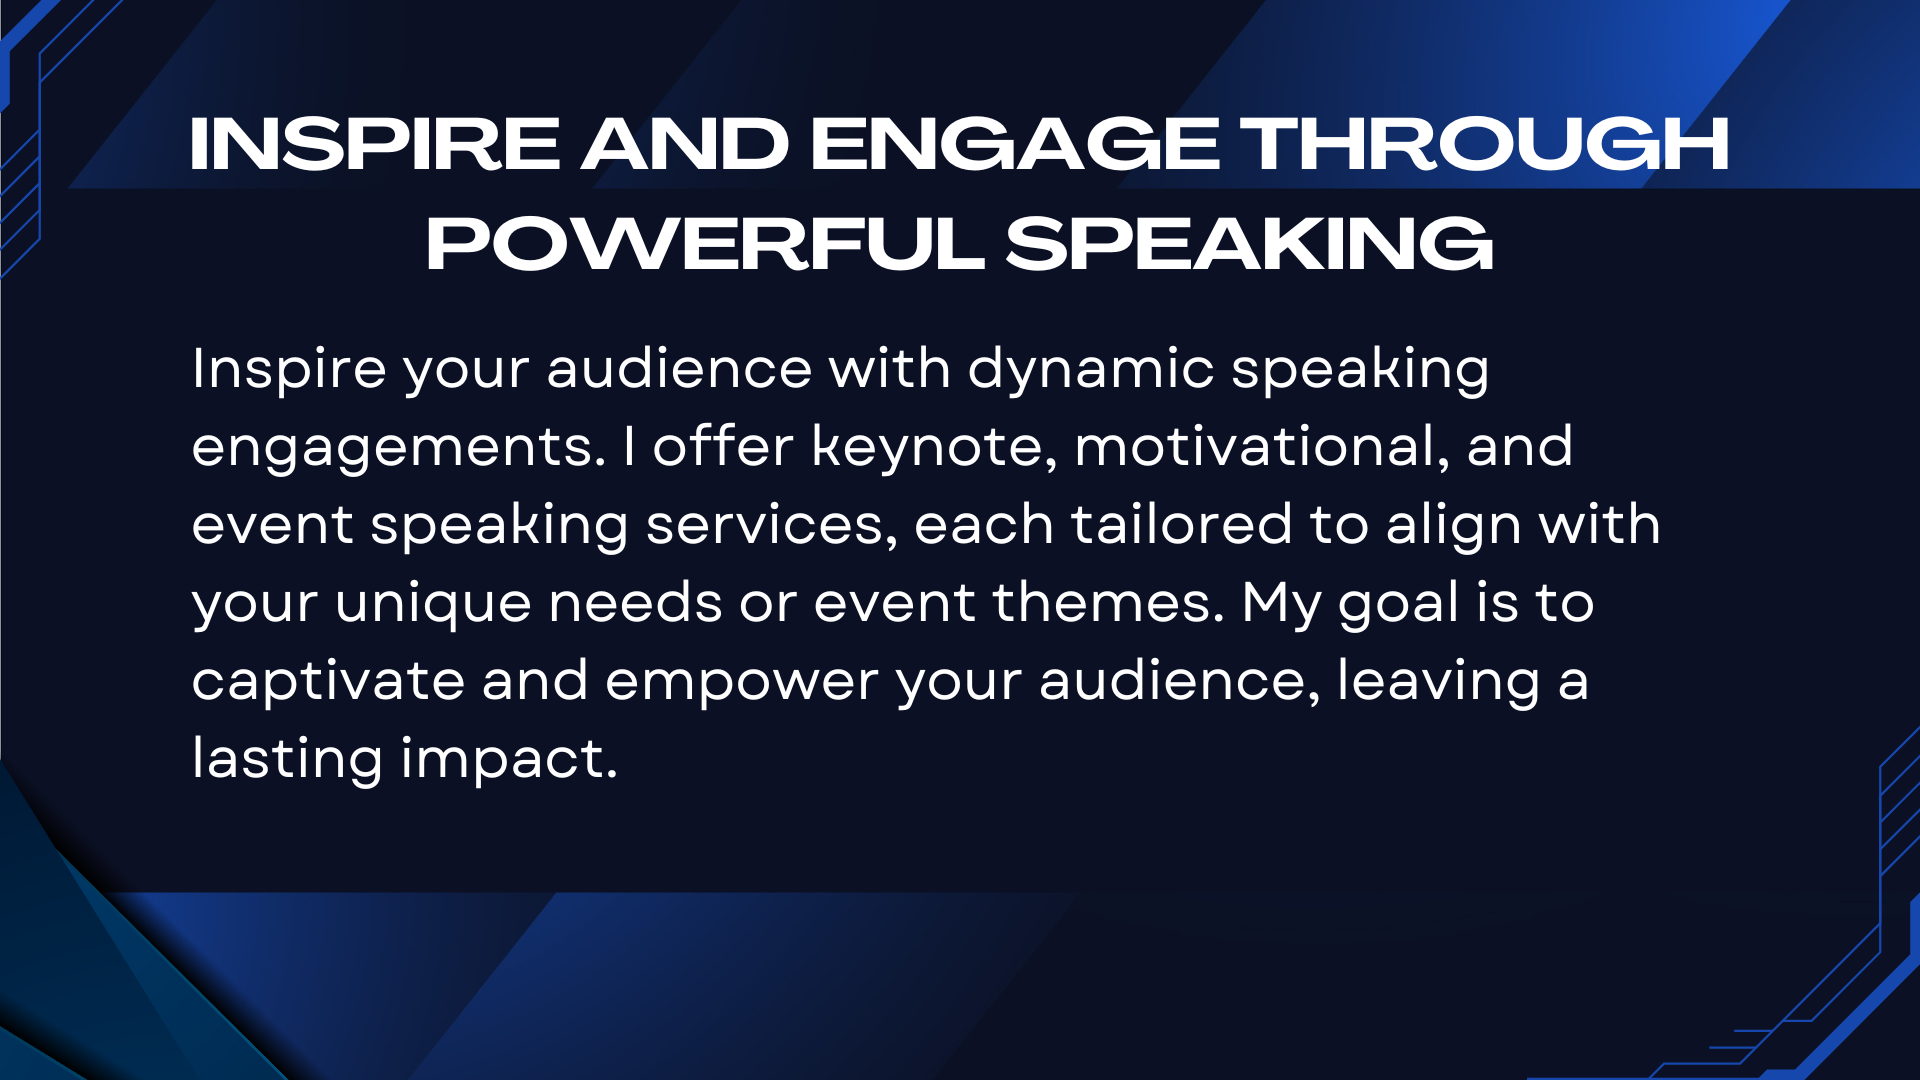 INSPIRE AND ENGAGE THROUGH
POWERFUL SPEAKING
Inspire your audience with dynamic speaking
engagements. I offer keynote, motivational, and
event speaking services, each tailored to align with
your unique needs or event themes. My goal is to
captivate and empower your audience, leaving a
lasting impact.